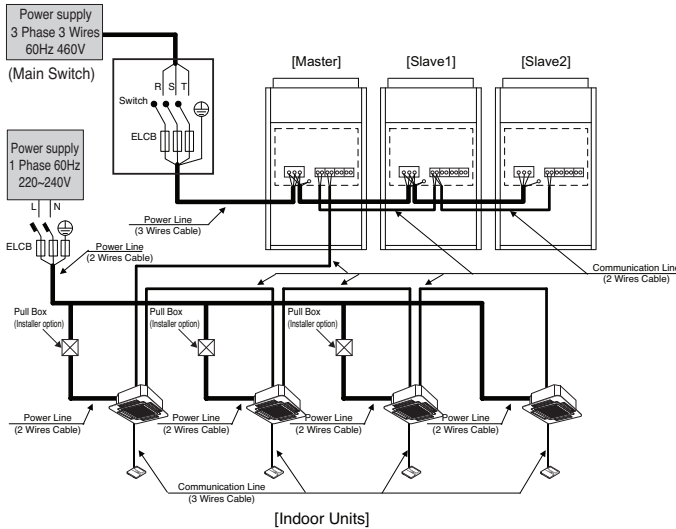 Power supply
3 Phase 3 Wires
60Hz 460V
(Main Switch)
R S T
Switch
ELCB
[Master]
[Slave1]
[Slave2]
Power supply
1 Phase 60Hz
220~240V
L N
ELCB
Power Line
(2 Wires Cable)
Power Line
(3 Wires Cable)
Communication Line
(2 Wires Cable)
Pull Box
(Installer option)
Pull Box
(Installer option)
Pull Box
(Installer option)
Power Line
(2 Wires Cable)
Power Line
(2 Wires Cable)
Power Line
(2 Wires Cable)
Power Line
(2 Wires Cable)
Communication Line
(3 Wires Cable)
[Indoor Units]